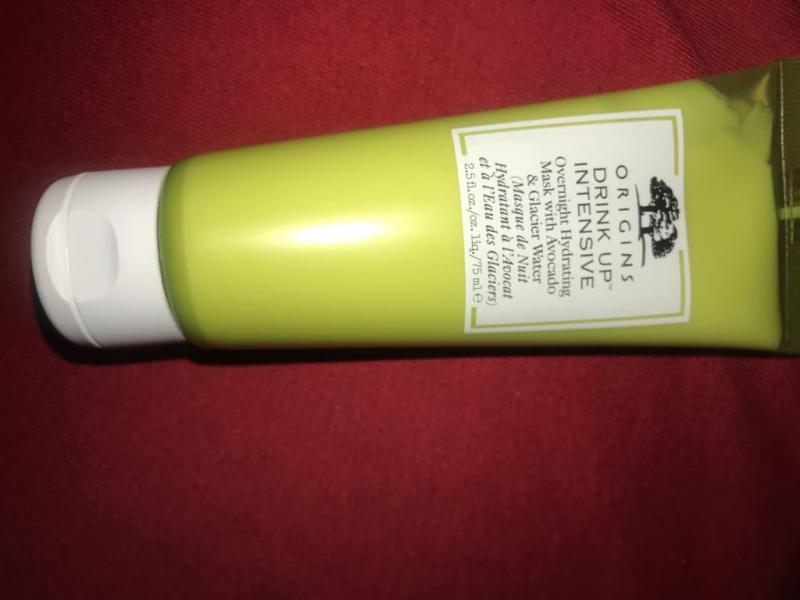 ORIGINS
DRINK UP™
INTENSIVE
Overnight Hydrating
Mask with Avocado
& Glacier Water
(Masque de Nuit
Hydratant à l'Avocat
et à l'Eau des Glaciers)
2.5 fl.oz./oz. liq./75 ml ℮